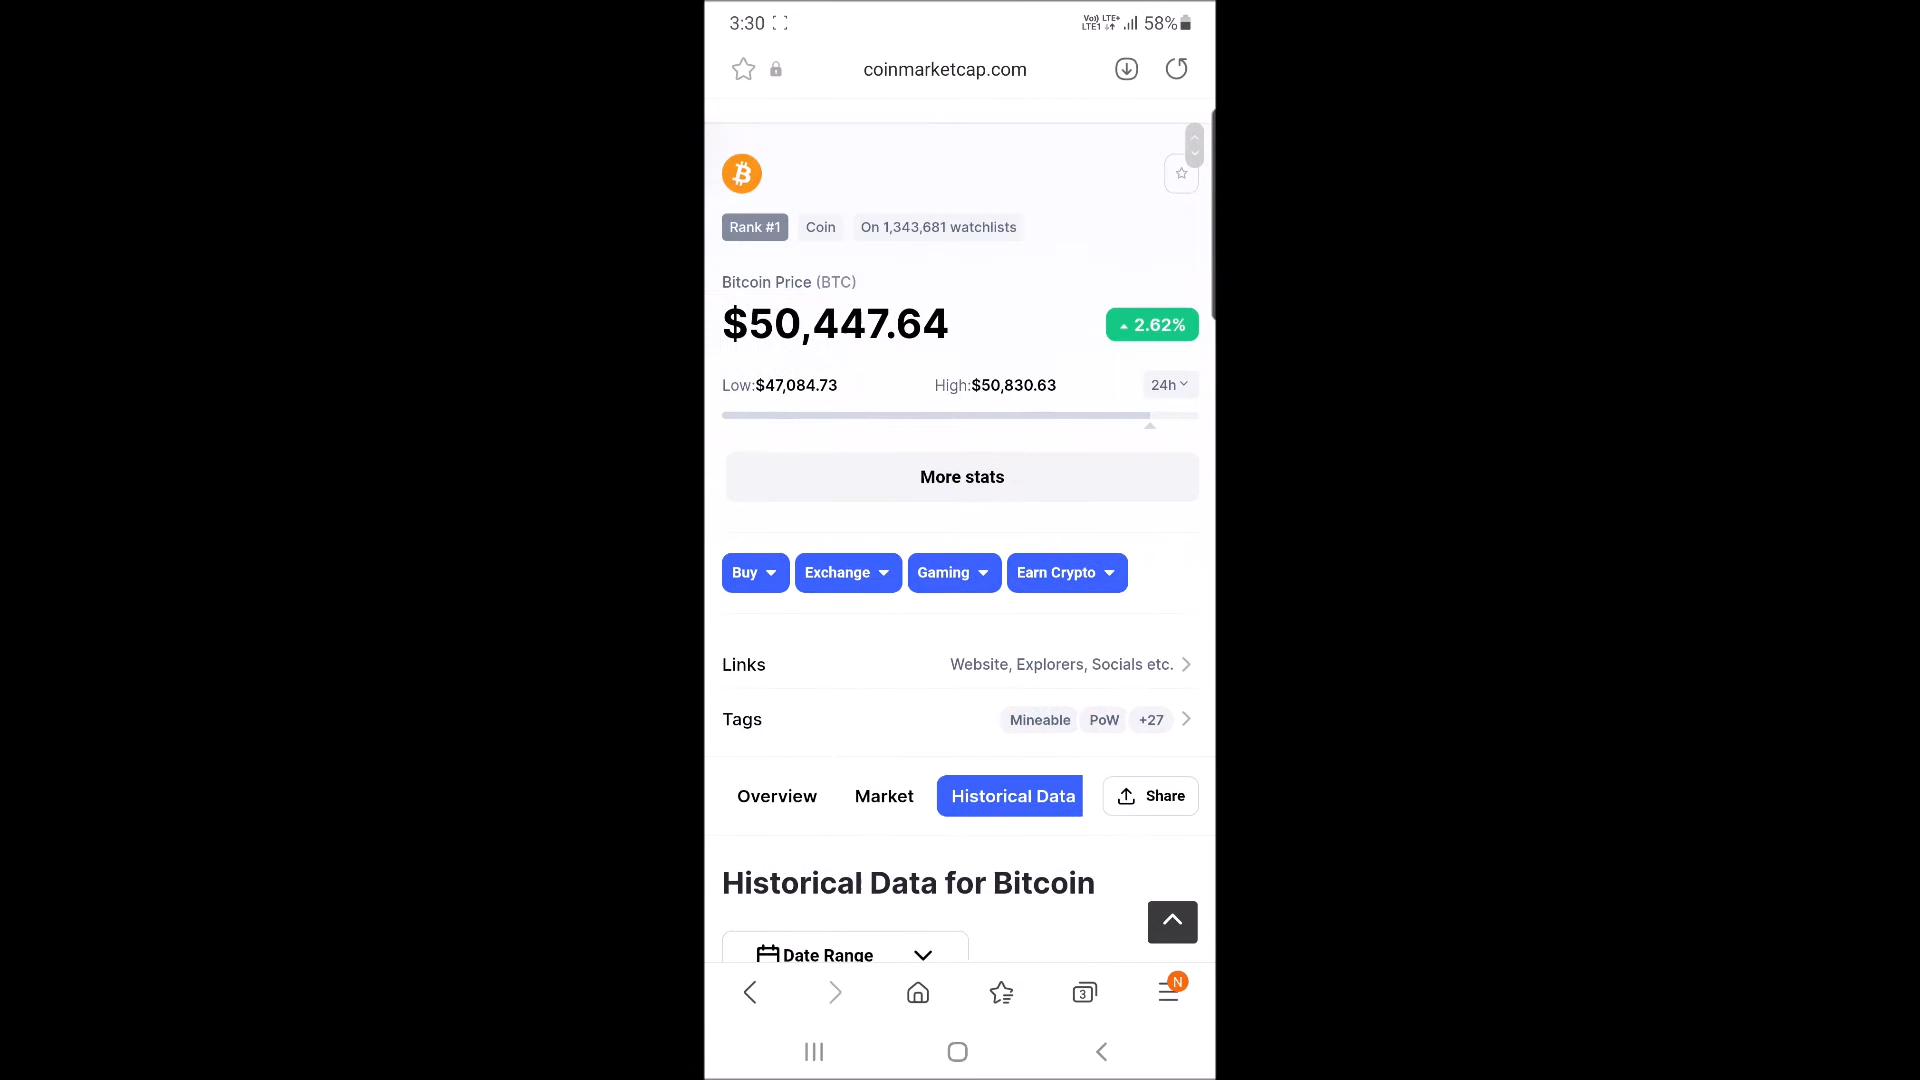 3:30 Vo)) LTE+ LTE1 58%
coinmarketcap.com
Rank #1 Coin On 1,343,681 watchlists
Bitcoin Price (BTC)
$50,447.64 2.62%
Low:$47,084.73 High:$50,830.63 24h
More stats
Buy Exchange Gaming Earn Crypto
Links Website, Explorers, Socials etc.
Tags Mineable PoW +27
Overview Market Historical Data Share
Historical Data for Bitcoin
Date Range
3 N